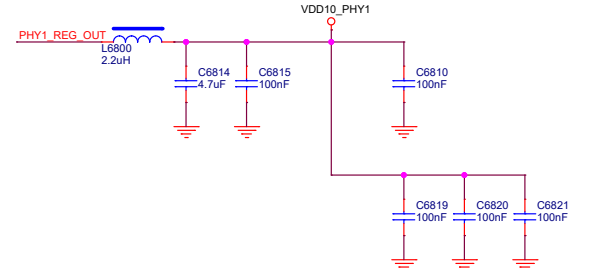 VDD10_PHY1
PHY1_REG_OUT
L6800
2.2uH
C6814
4.7uF
C6815
100nF
C6810
100nF
C6819
100nF
C6820
100nF
C6821
100nF